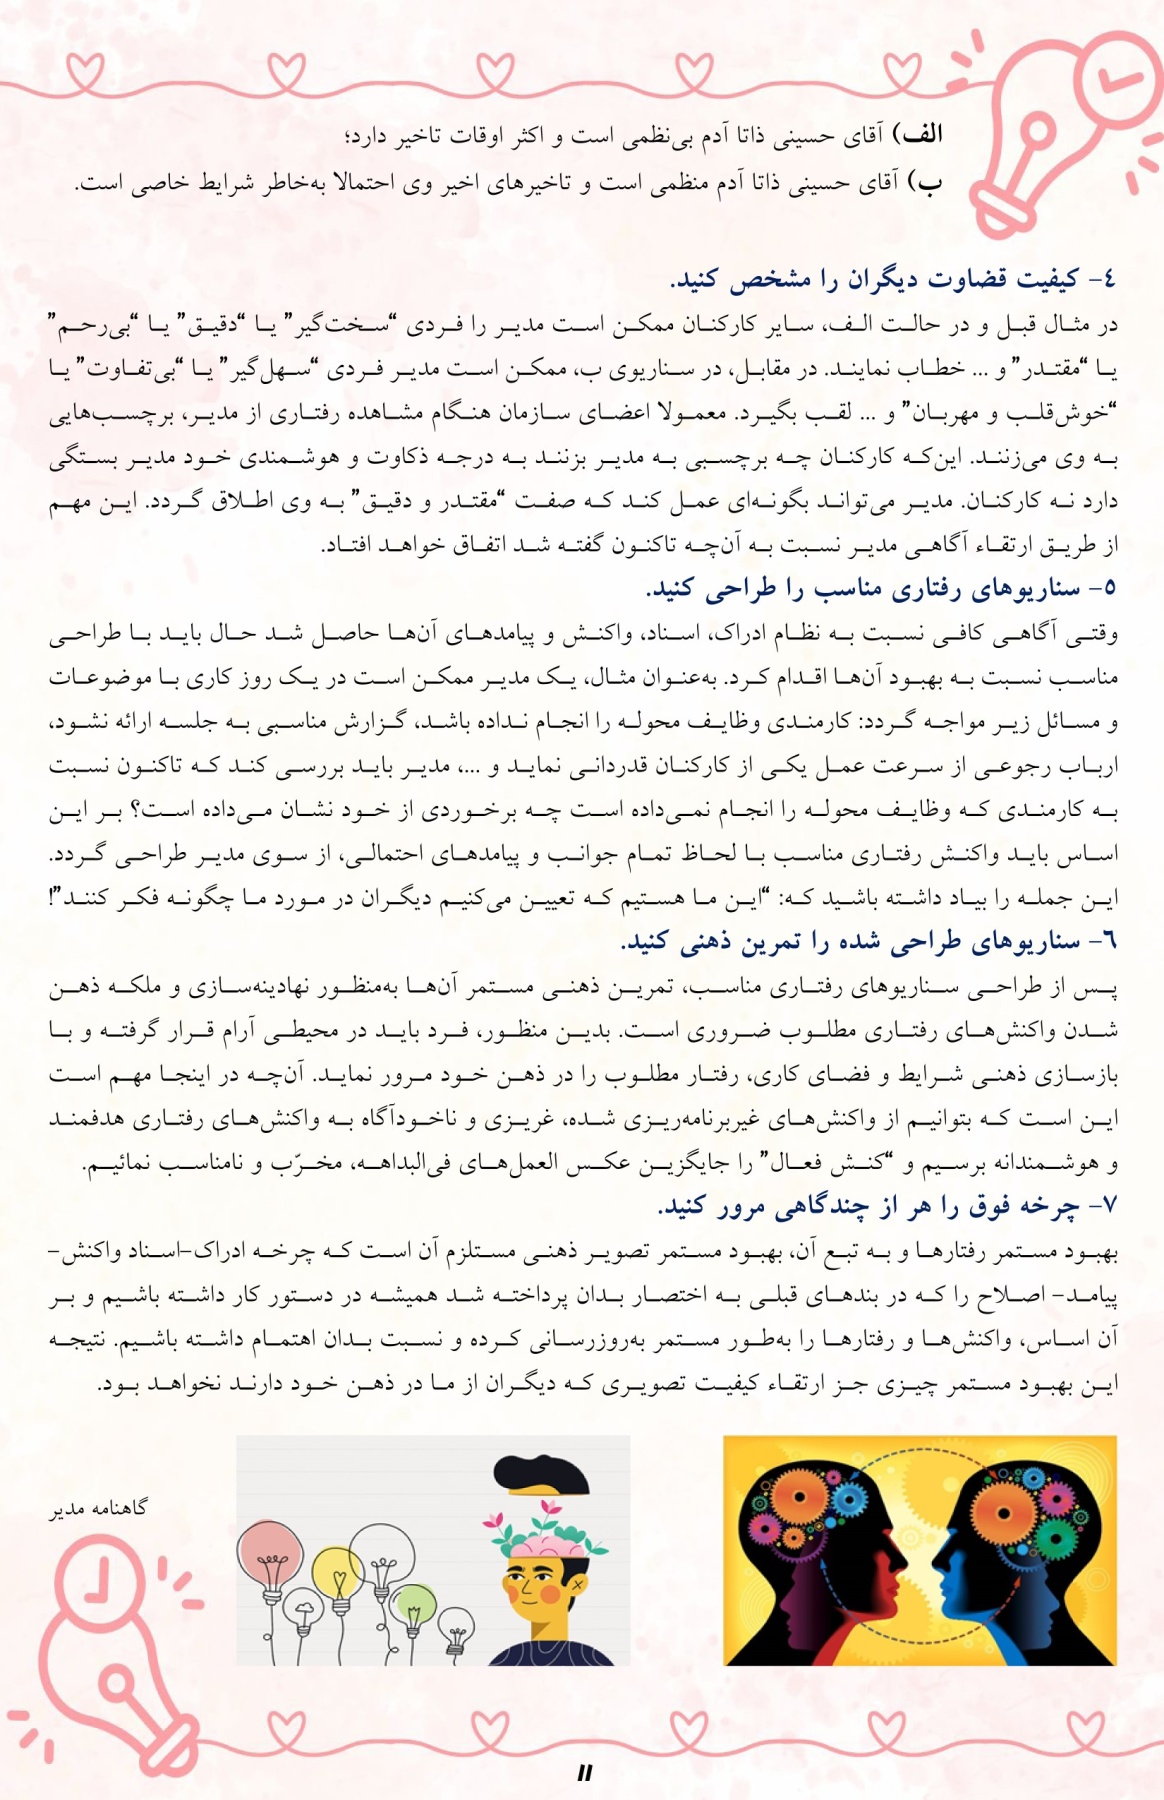 الف) آقای حسینی ذاتا آدم بی‌نظمی است و اکثر اوقات تاخیر دارد؛
ب) آقای حسینی ذاتا آدم منظمی است و تاخیرهای اخیر وی احتمالا به‌خاطر شرایط خاصی است.
٤- کیفیت قضاوت دیگران را مشخص کنید.
در مثال قبل و در حالت الف، سایر کارکنان ممکن است مدیر را فردی “سخت‌گیر” یا “دقیق” یا “بی‌رحم”
یا “مقتدر” و ... خطاب نمایند. در مقابل، در سناریوی ب، ممکن است مدیر فردی “سهل‌گیر” یا “بی‌تفاوت” یا
“خوش‌قلب و مهربان” و ... لقب بگیرد. معمولا اعضای سازمان هنگام مشاهده رفتاری از مدیر، برچسب‌هایی
به وی می‌زنند. این‌که کارکنان چه برچسبی به مدیر بزنند به درجه ذکاوت و هوشمندی خود مدیر بستگی
دارد نه کارکنان. مدیر می‌تواند بگونه‌ای عمل کند که صفت “مقتدر و دقیق” به وی اطلاق گردد. این مهم
از طریق ارتقاء آگاهی مدیر نسبت به آن‌چه تاکنون گفته شد اتفاق خواهد افتاد.
٥- سناریوهای رفتاری مناسب را طراحی کنید.
وقتی آگاهی کافی نسبت به نظام ادراک، اسناد، واکنش و پیامدهای آن‌ها حاصل شد حال باید با طراحی
مناسب نسبت به بهبود آن‌ها اقدام کرد. به‌عنوان مثال، یک مدیر ممکن است در یک روز کاری با موضوعات
و مسائل زیر مواجه گردد: کارمندی وظایف محوله را انجام نداده باشد، گزارش مناسبی به جلسه ارائه نشود،
ارباب رجوعی از سرعت عمل یکی از کارکنان قدردانی نماید و ...، مدیر باید بررسی کند که تاکنون نسبت
به کارمندی که وظایف محوله را انجام نمی‌داده است چه برخوردی از خود نشان می‌داده است؟ بر این
اساس باید واکنش رفتاری مناسب با لحاظ تمام جوانب و پیامدهای احتمالی، از سوی مدیر طراحی گردد.
این جمله را بیاد داشته باشید که: “این ما هستیم که تعیین می‌کنیم دیگران در مورد ما چگونه فکر کنند”!
٦- سناریوهای طراحی شده را تمرین ذهنی کنید.
پس از طراحی سناریوهای رفتاری مناسب، تمرین ذهنی مستمر آن‌ها به‌منظور نهادینه‌سازی و ملکه ذهن
شدن واکنش‌های رفتاری مطلوب ضروری است. بدین منظور، فرد باید در محیطی آرام قرار گرفته و با
بازسازی ذهنی شرایط و فضای کاری، رفتار مطلوب را در ذهن خود مرور نماید. آن‌چه در اینجا مهم است
این است که بتوانیم از واکنش‌های غیربرنامه‌ریزی شده، غریزی و ناخودآگاه به واکنش‌های رفتاری هدفمند
و هوشمندانه برسیم و “کنش فعال” را جایگزین عکس العمل‌های فی‌البداهه، مخرّب و نامناسب نمائیم.
٧- چرخه فوق را هر از چندگاهی مرور کنید.
بهبود مستمر رفتارها و به تبع آن، بهبود مستمر تصویر ذهنی مستلزم آن است که چرخه ادراک-اسناد واکنش-
پیامد- اصلاح را که در بندهای قبلی به اختصار بدان پرداخته شد همیشه در دستور کار داشته باشیم و بر
آن اساس، واکنش‌ها و رفتارها را به‌طور مستمر به‌روزرسانی کرده و نسبت بدان اهتمام داشته باشیم. نتیجه
این بهبود مستمر چیزی جز ارتقاء کیفیت تصویری که دیگران از ما در ذهن خود دارند نخواهد بود.
گاهنامه مدیر
١١